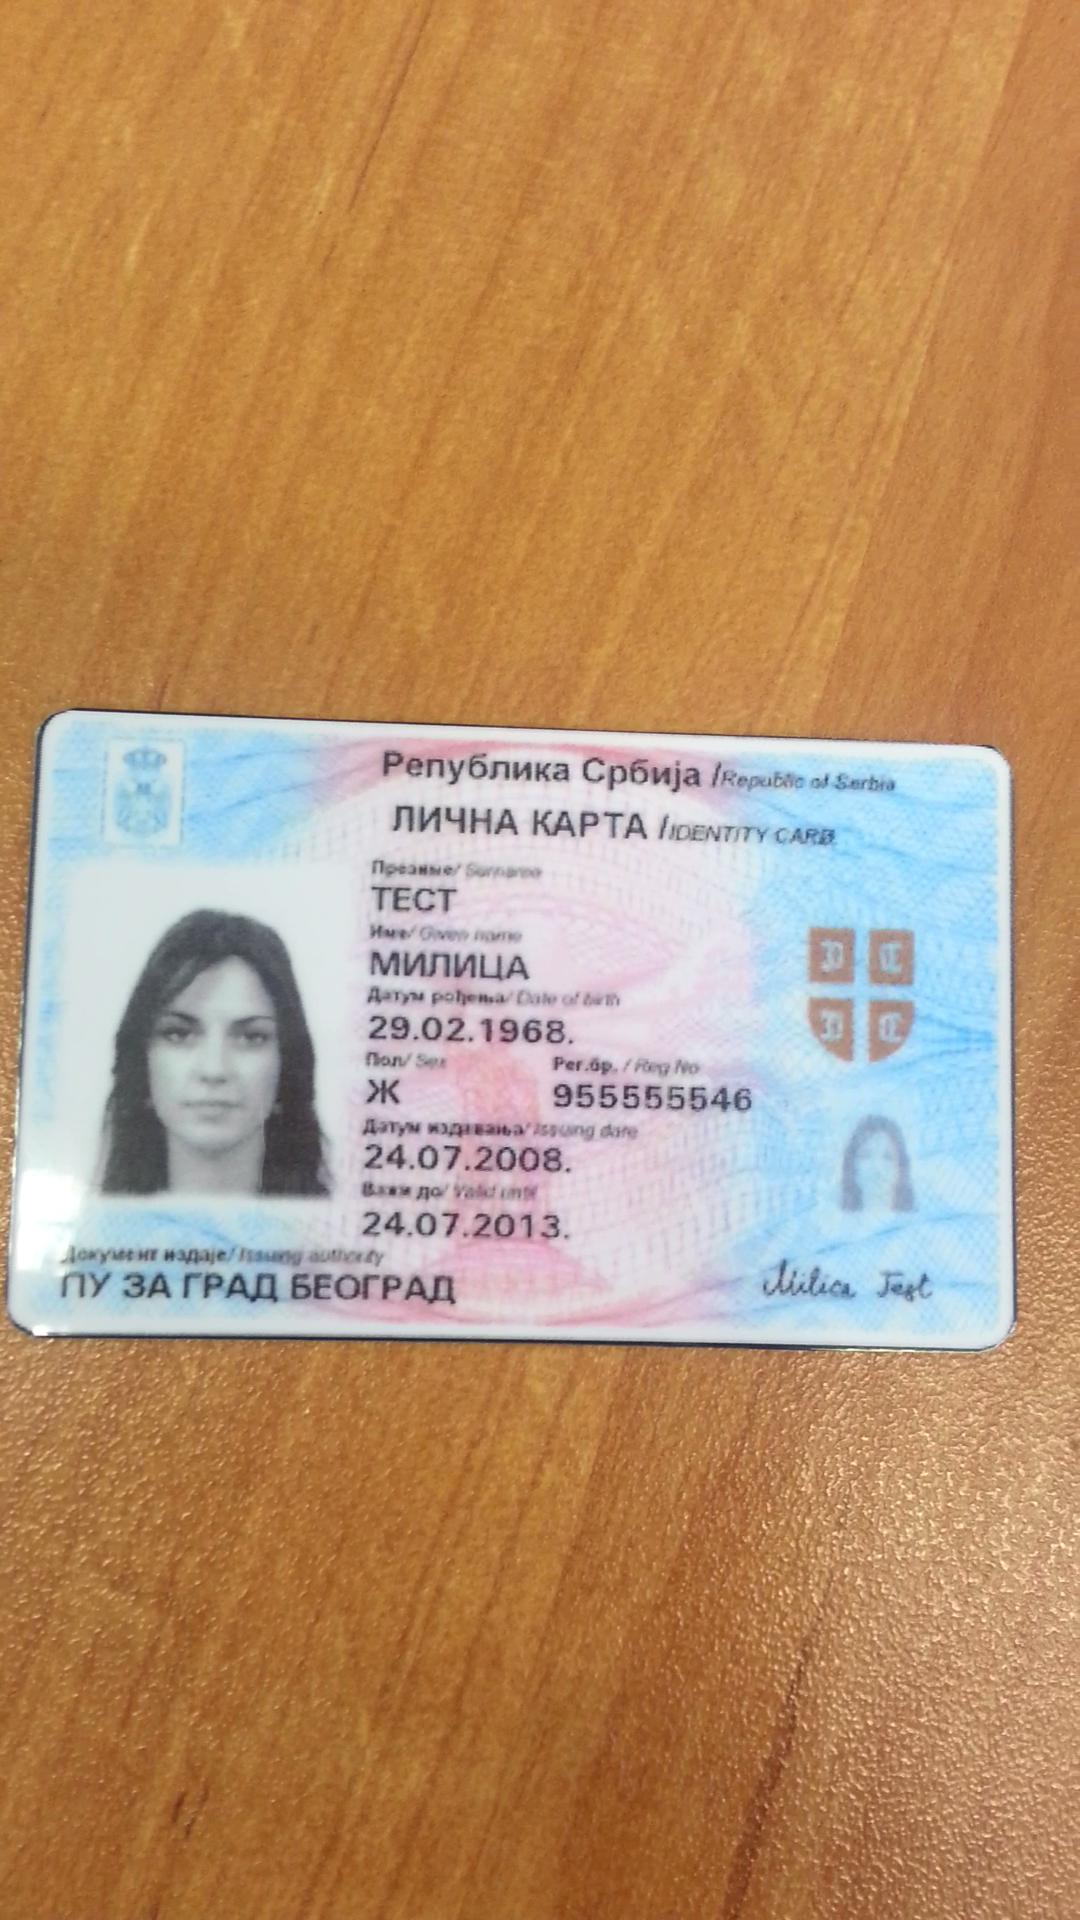 Република Србија /Republic of Serbia
ЛИЧНА КАРТА /IDENTITY CARD
Презиме/ Surname
ТЕСТ
Име/ Given name
МИЛИЦА
Датум рођења/ Date of birth
29.02.1968.
Пол/ Sex Рег.бр. / Reg No
Ж 955555546
Датум издавања/ Issuing date
24.07.2008.
Важи до/ Valid until
24.07.2013.
Документ издаје/ Issuing authority
ПУ ЗА ГРАД БЕОГРАД
Milica Test